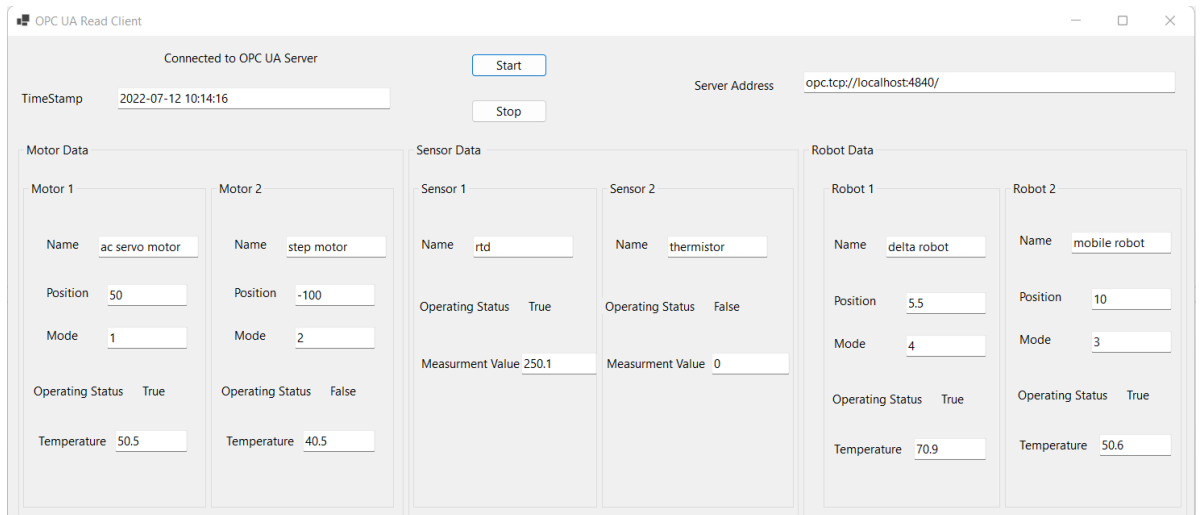 OPC UA Read Client
Connected to OPC UA Server
Start
Server Address opc.tcp://localhost:4840/
TimeStamp 2022-07-12 10:14:16
Stop
Motor Data
Motor 1
Name ac servo motor
Position 50
Mode 1
Operating Status True
Temperature 50.5
Motor 2
Name step motor
Position -100
Mode 2
Operating Status False
Temperature 40.5
Sensor Data
Sensor 1
Name rtd
Operating Status True
Measurment Value 250.1
Sensor 2
Name thermistor
Operating Status False
Measurment Value 0
Robot Data
Robot 1
Name delta robot
Position 5.5
Mode 4
Operating Status True
Temperature 70.9
Robot 2
Name mobile robot
Position 10
Mode 3
Operating Status True
Temperature 50.6